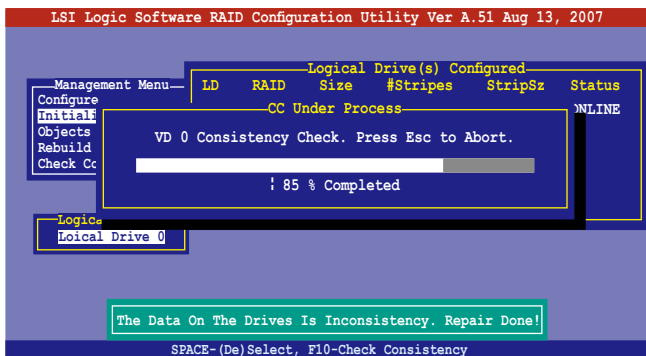 LSI Logic Software RAID Configuration Utility Ver A.51 Aug 13, 2007
Logical Drive(s) Configured
LD RAID Size #Stripes StripSz Status
ONLINE
Management Menu
Configure
Initiali
Objects
Rebuild
Check Co
CC Under Process
VD 0 Consistency Check. Press Esc to Abort.
¦ 85 % Completed
Logica
Loical Drive 0
The Data On The Drives Is Inconsistency. Repair Done!
SPACE-(De)Select, F10-Check Consistency